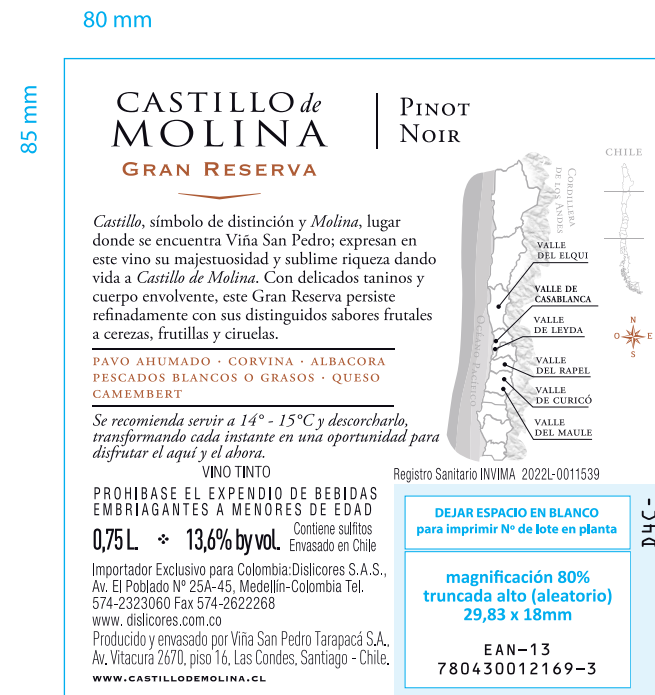 80 mm
85 mm
CASTILLO de
MOLINA
GRAN RESERVA
PINOT
NOIR
Castillo, símbolo de distinción y Molina, lugar
donde se encuentra Viña San Pedro; expresan en
este vino su majestuosidad y sublime riqueza dando
vida a Castillo de Molina. Con delicados taninos y
cuerpo envolvente, este Gran Reserva persiste
refinadamente con sus distinguidos sabores frutales
a cerezas, frutillas y ciruelas.
PAVO AHUMADO · CORVINA · ALBACORA
PESCADOS BLANCOS O GRASOS · QUESO
CAMEMBERT
Se recomienda servir a 14° - 15°C y descorcharlo,
transformando cada instante en una oportunidad para
disfrutar el aquí y el ahora.
VINO TINTO
PROHIBASE EL EXPENDIO DE BEBIDAS
EMBRIAGANTES A MENORES DE EDAD
0,75 L. 13,6% by vol.
Contiene sulfitos
Envasado en Chile
Importador Exclusivo para Colombia:Dislicores S.A.S.,
Av. El Poblado Nº 25A-45, Medellín-Colombia Tel.
574-2323060 Fax 574-2622268
www. dislicores.com.co
Producido y envasado por Viña San Pedro Tarapacá S.A.,
Av. Vitacura 2670, piso 16, Las Condes, Santiago - Chile.
WWW.CASTILLODEMOLINA.CL
CHILE
CORDILLERA
DE LOS ANDES
OCÉANO PACÍFICO
VALLE
DEL ELQUI
VALLE DE
CASABLANCA
VALLE
DE LEYDA
VALLE
DEL RAPEL
VALLE
DE CURICÓ
VALLE
DEL MAULE
N
O E
S
Registro Sanitario INVIMA 2022L-0011539
DEJAR ESPACIO EN BLANCO
para imprimir Nº de lote en planta
magnificación 80%
truncada alto (aleatorio)
29,83 x 18mm
EAN-13
780430012169-3